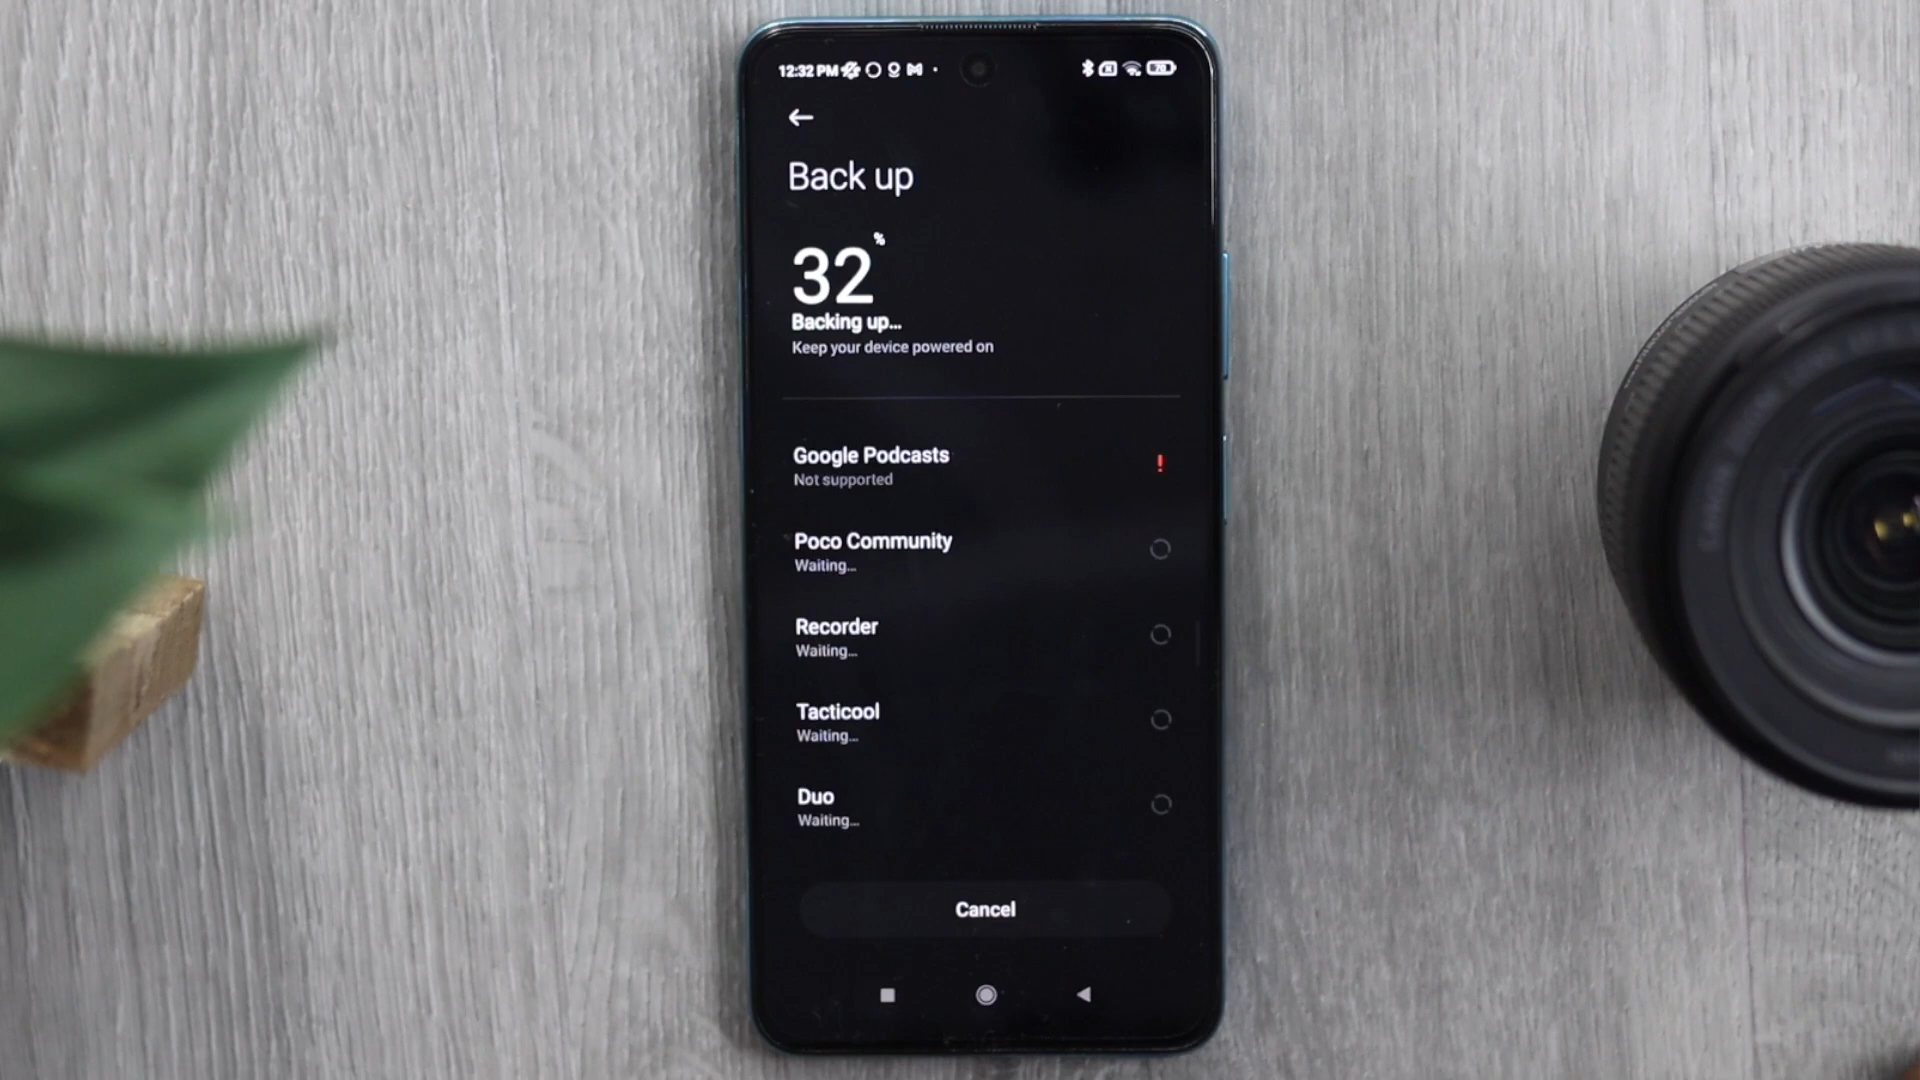 12:32 PM
70
Back up
32%
Backing up...
Keep your device powered on
Google Podcasts
Not supported
!
Poco Community
Waiting...
Recorder
Waiting...
Tacticool
Waiting...
Duo
Waiting...
Cancel